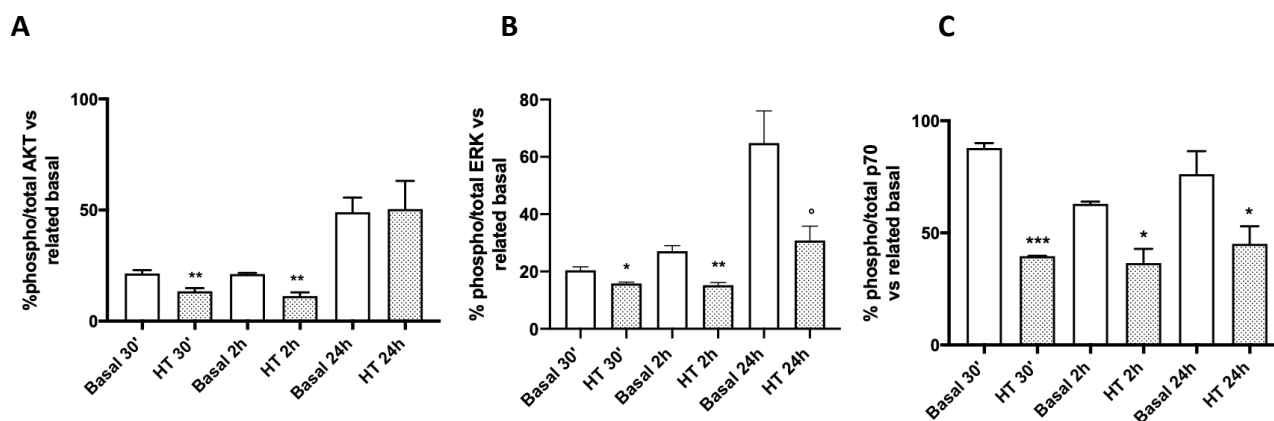 A
B
C
%phospho/total AKT vs
related basal
100
50
0
**
**
Basal 30'
HT 30'
Basal 2h
HT 2h
Basal 24h
HT 24h
% phospho/total ERK vs
related basal
80
60
40
20
0
*
**
°
Basal 30'
HT 30'
Basal 2h
HT 2h
Basal 24h
HT 24h
% phospho/total p70
vs related basal
100
50
0
***
*
*
Basal 30'
HT 30'
Basal 2h
HT 2h
Basal 24h
HT 24h